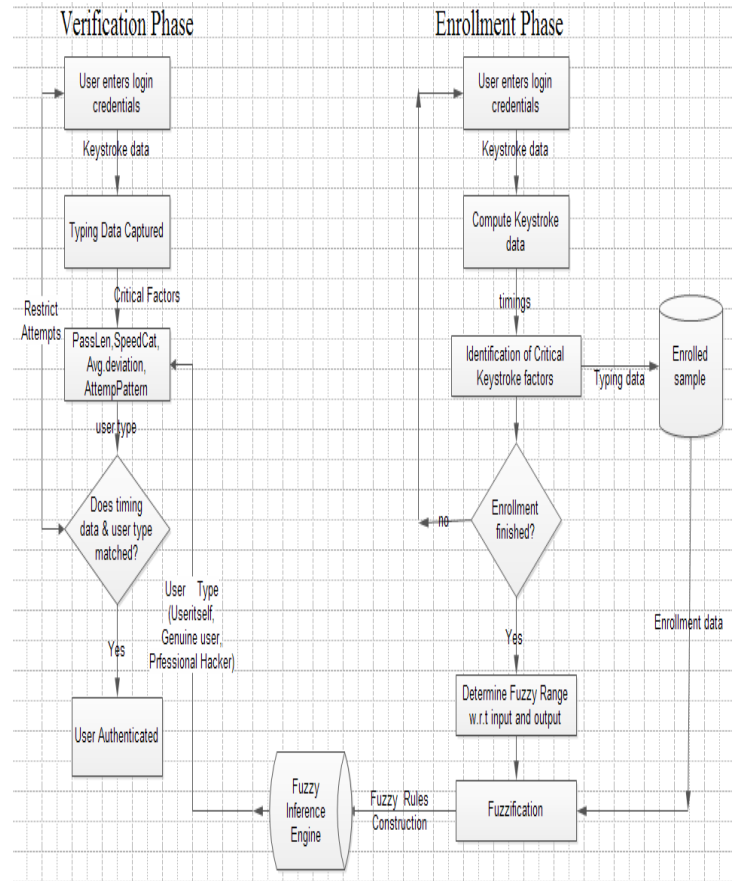 Verification Phase
Enrollment Phase
User enters login
credentials
Keystroke data
Typing Data Captured
Critical Factors
Restrict
Attempts
PassLen,SpeedCat,
Avg.deviation,
AttempPattern
user type
Does timing
data & user type
matched?
Yes
User Authenticated
User Type
(Useritself,
Genuine user,
Prfessional Hacker)
User enters login
credentials
Keystroke data
Compute Keystroke
data
timings
Identification of Critical
Keystroke factors
Typing data
Enrolled
sample
Enrollment
finished?
no
Yes
Enrollment data
Determine Fuzzy Range
w.r.t input and output
Fuzzification
Fuzzy Rules
Construction
Fuzzy
Inference
Engine